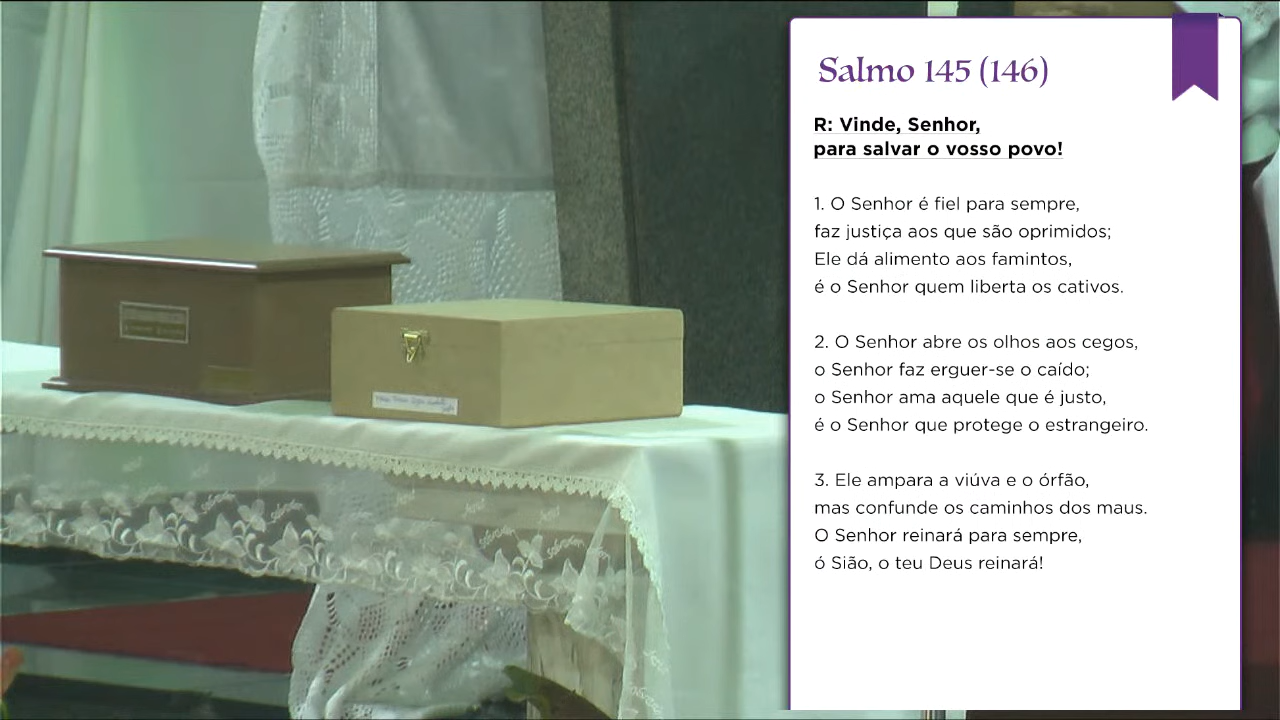 Salmo 145 (146)
R: Vinde, Senhor,
para salvar o vosso povo!
1. O Senhor é fiel para sempre,
faz justiça aos que são oprimidos;
Ele dá alimento aos famintos,
é o Senhor quem liberta os cativos.
2. O Senhor abre os olhos aos cegos,
o Senhor faz erguer-se o caído;
o Senhor ama aquele que é justo,
é o Senhor que protege o estrangeiro.
3. Ele ampara a viúva e o órfão,
mas confunde os caminhos dos maus.
O Senhor reinará para sempre,
ó Sião, o teu Deus reinará!